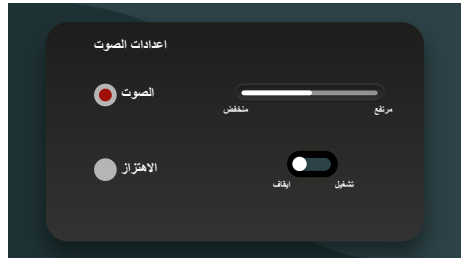 اعدادات الصوت
الصوت
مرتفع منخفض
الاهتزاز
تشغيل ايقاف